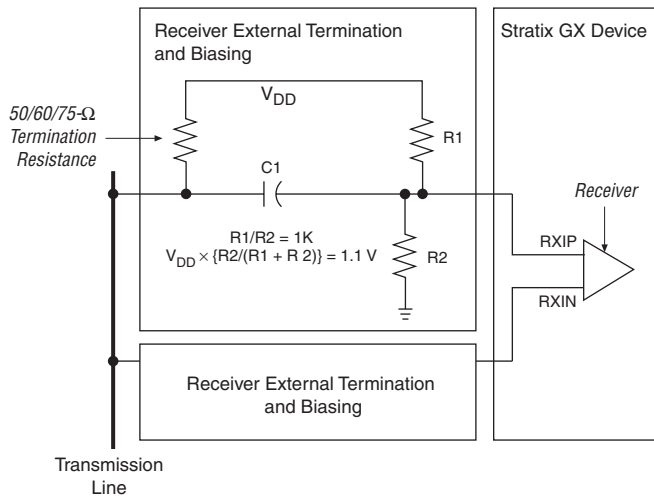 Receiver External Termination
and Biasing
Stratix GX Device
V_DD
50/60/75-Ω
Termination
Resistance
R1
C1
Receiver
R1/R2 = 1K
V_DD × {R2/(R1 + R 2)} = 1.1 V
R2
RXIP
RXIN
Receiver External Termination
and Biasing
Transmission
Line